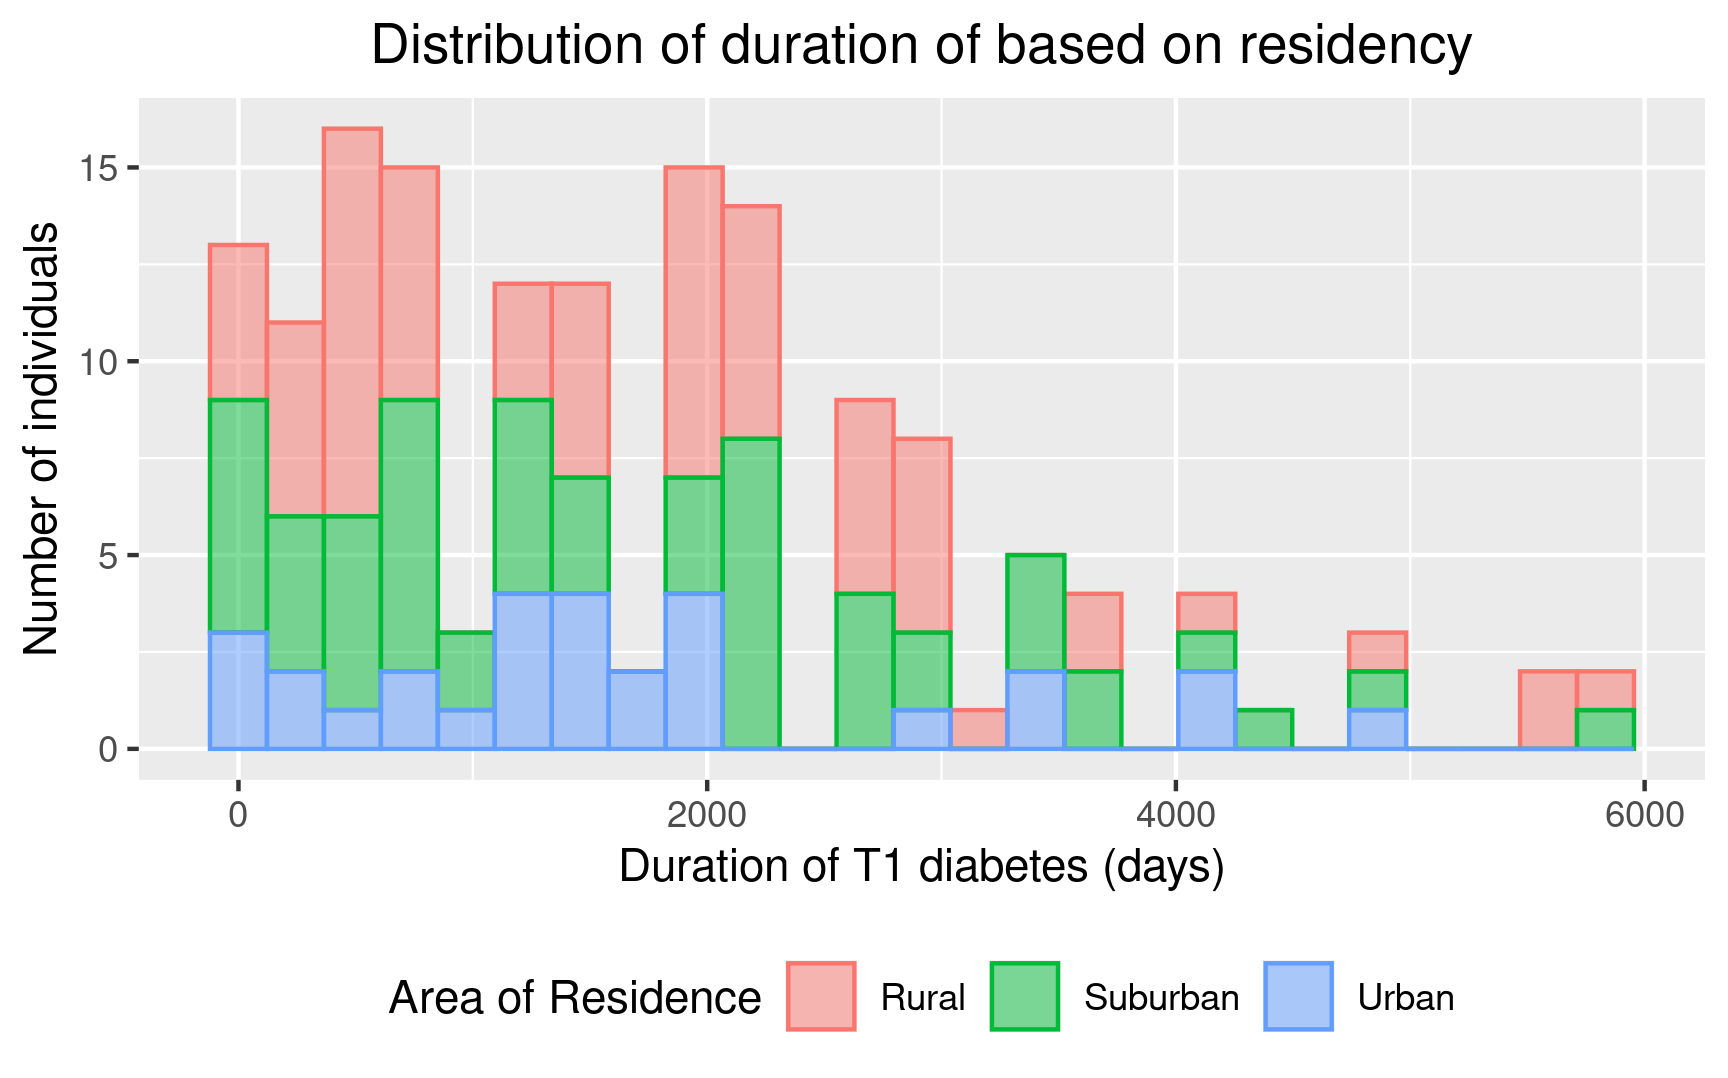 Distribution of duration of based on residency
Number of individuals
15
10
5
0
0 2000 4000 6000
Duration of T1 diabetes (days)
Area of Residence Rural Suburban Urban